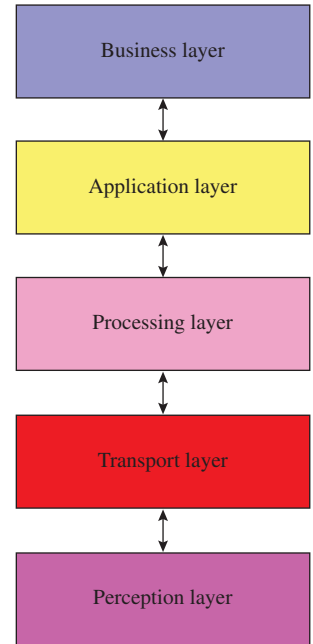 Business layer
Application layer
Processing layer
Transport layer
Perception layer